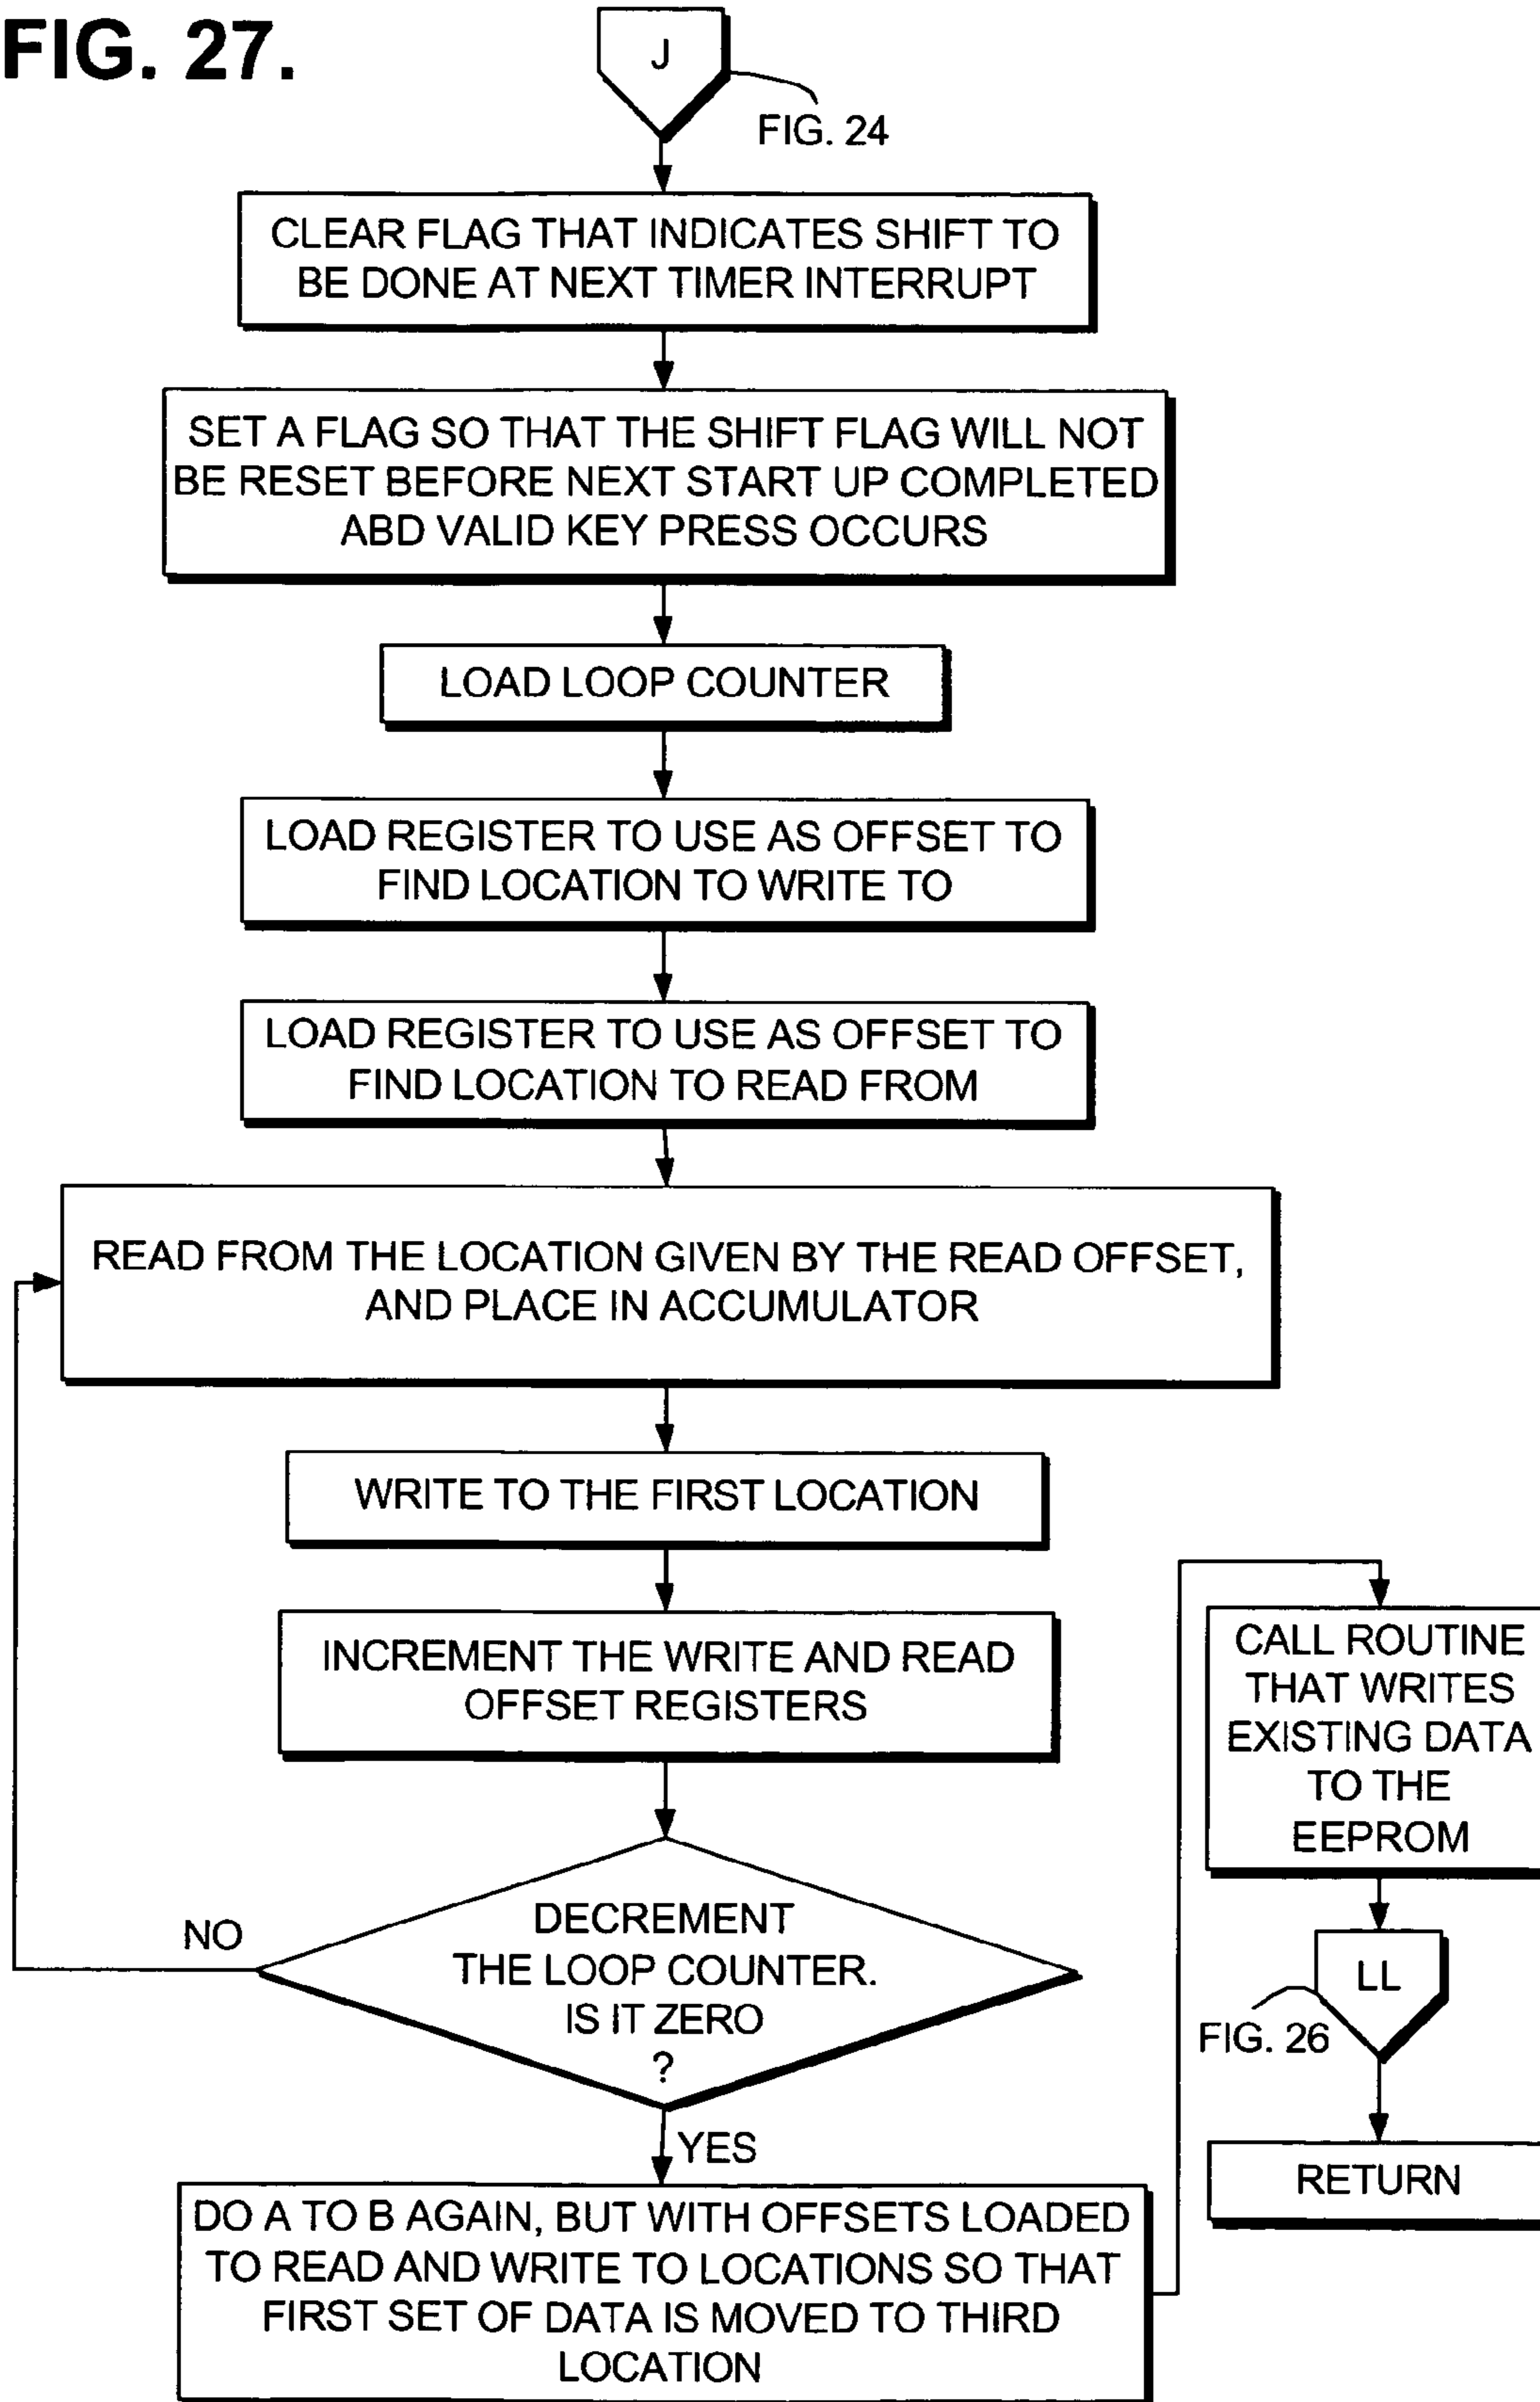 FIG. 27.
J
FIG. 24
CLEAR FLAG THAT INDICATES SHIFT TO
BE DONE AT NEXT TIMER INTERRUPT
SET A FLAG SO THAT THE SHIFT FLAG WILL NOT
BE RESET BEFORE NEXT START UP COMPLETED
ABD VALID KEY PRESS OCCURS
LOAD LOOP COUNTER
LOAD REGISTER TO USE AS OFFSET TO
FIND LOCATION TO WRITE TO
LOAD REGISTER TO USE AS OFFSET TO
FIND LOCATION TO READ FROM
READ FROM THE LOCATION GIVEN BY THE READ OFFSET,
AND PLACE IN ACCUMULATOR
WRITE TO THE FIRST LOCATION
INCREMENT THE WRITE AND READ
OFFSET REGISTERS
DECREMENT
THE LOOP COUNTER.
IS IT ZERO
?
NO
YES
DO A TO B AGAIN, BUT WITH OFFSETS LOADED
TO READ AND WRITE TO LOCATIONS SO THAT
FIRST SET OF DATA IS MOVED TO THIRD
LOCATION
CALL ROUTINE
THAT WRITES
EXISTING DATA
TO THE
EEPROM
LL
FIG. 26
RETURN